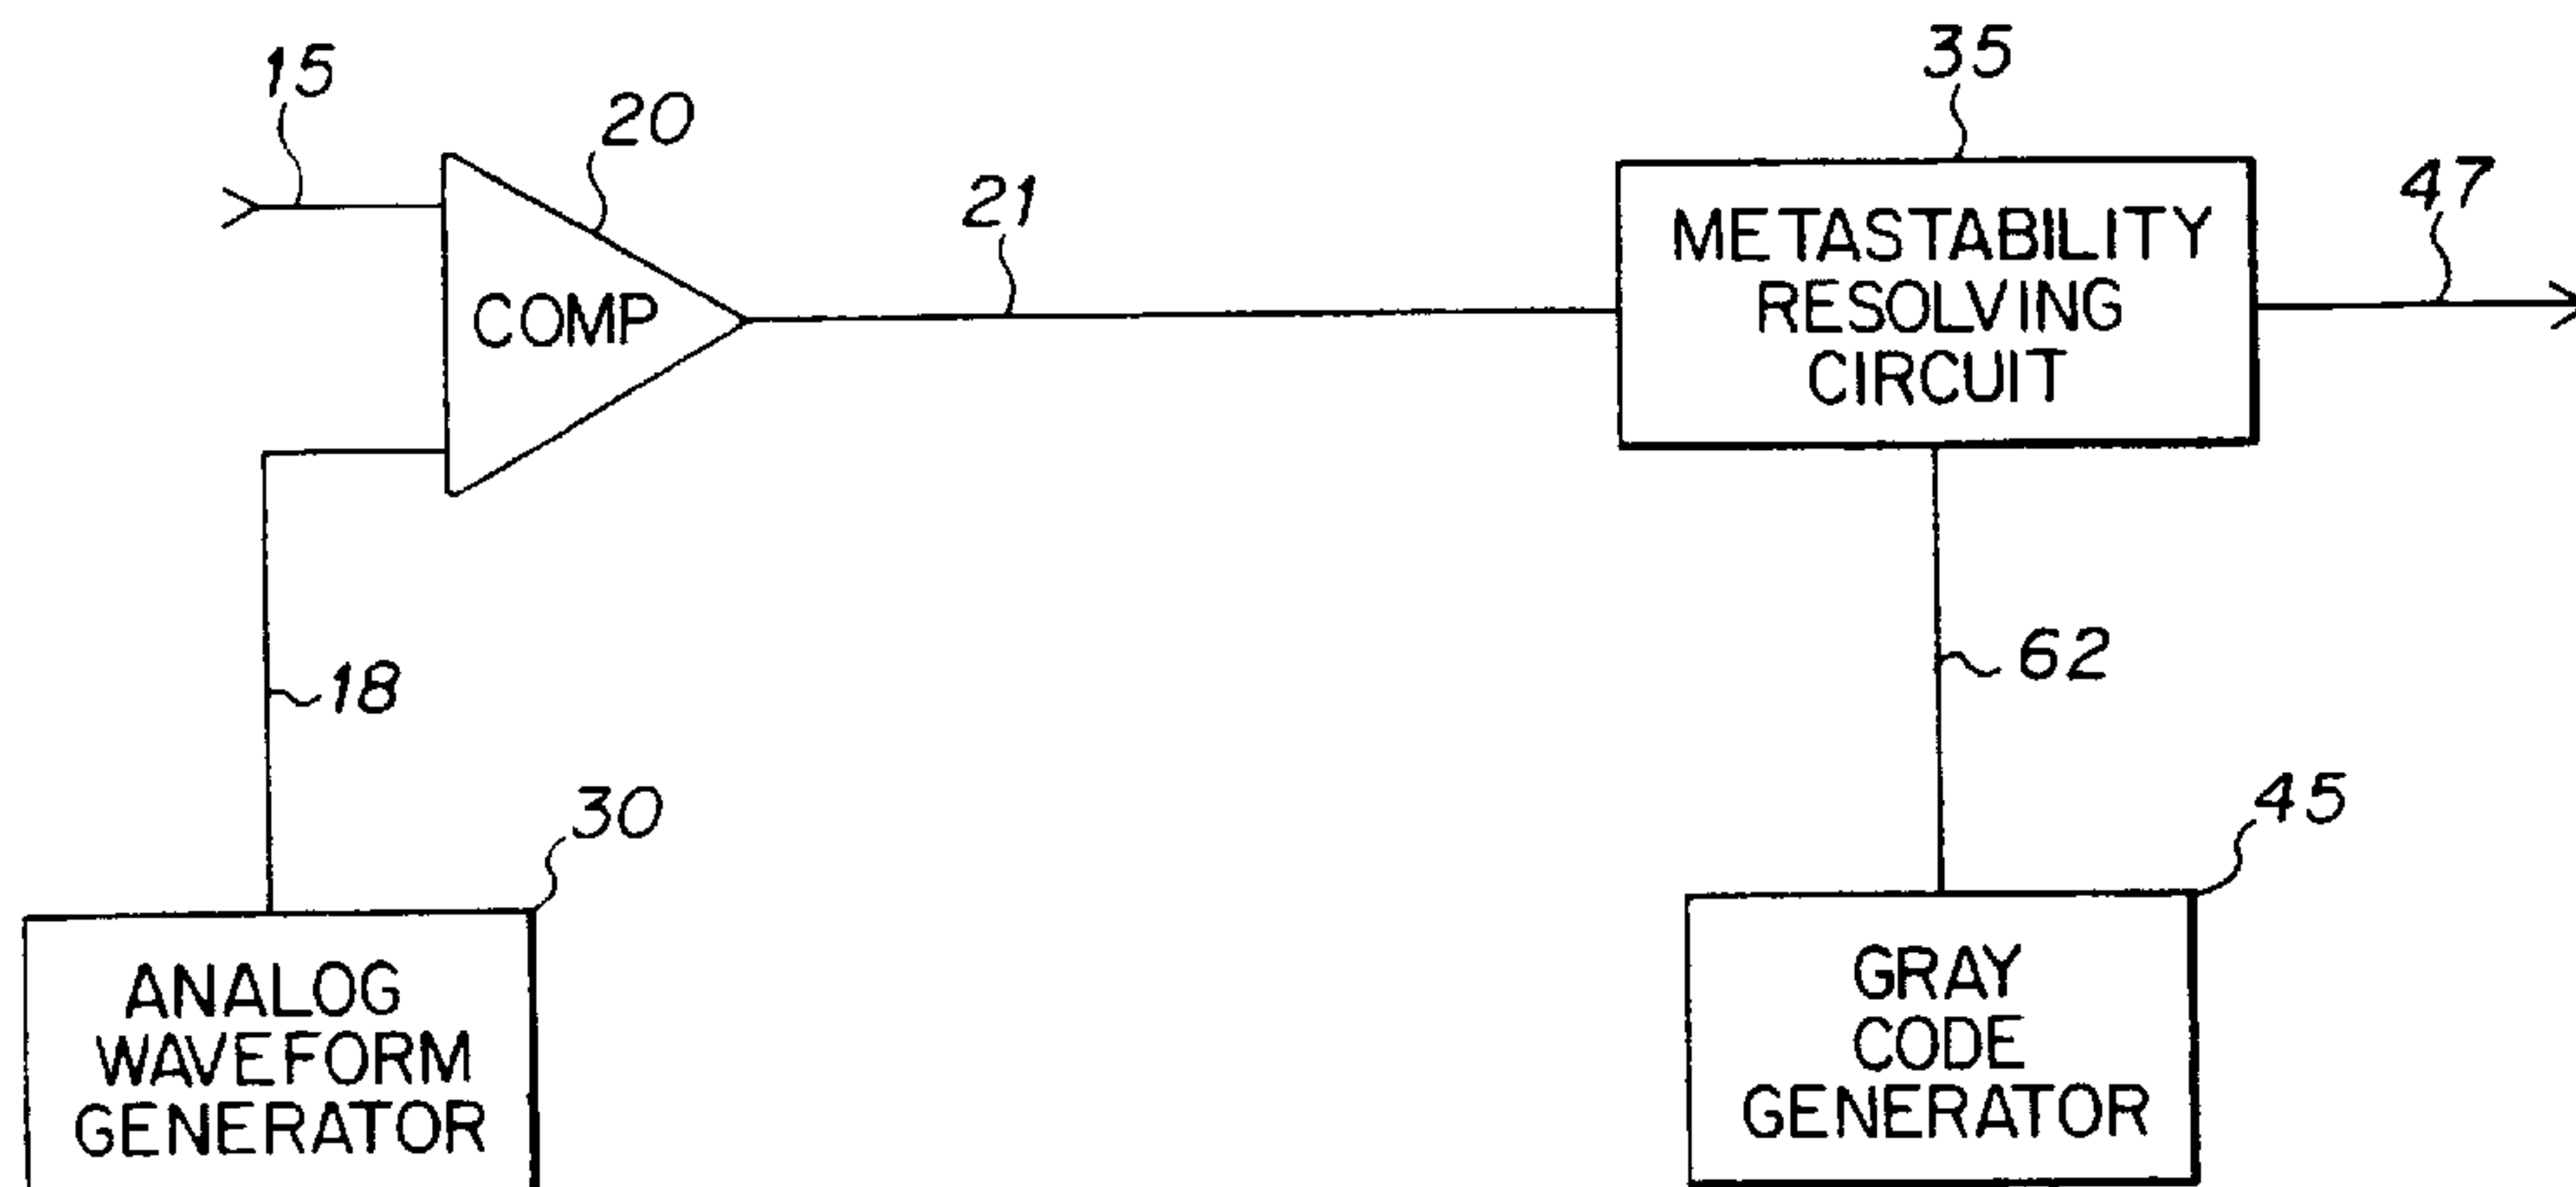 15
20
COMP
21
35
METASTABILITY
RESOLVING
CIRCUIT
47
18
62
30
ANALOG
WAVEFORM
GENERATOR
45
GRAY
CODE
GENERATOR